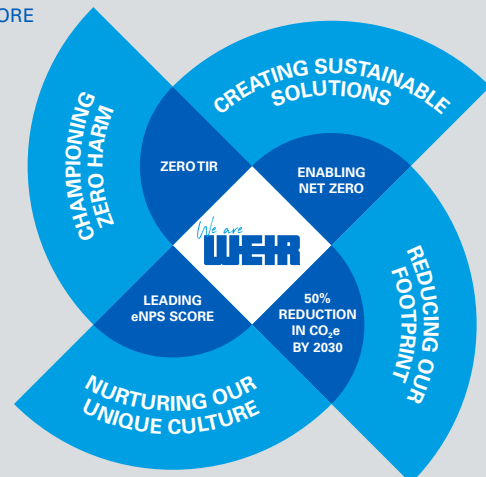 ORE
CREATING SUSTAINABLE
SOLUTIONS
CHAMPIONING
ZERO HARM
ZERO TIR
ENABLING
NET ZERO
We are
WEIR
LEADING
eNPS SCORE
50%
REDUCTION
IN CO₂e
BY 2030
REDUCING OUR
FOOTPRINT
NURTURING OUR
UNIQUE CULTURE